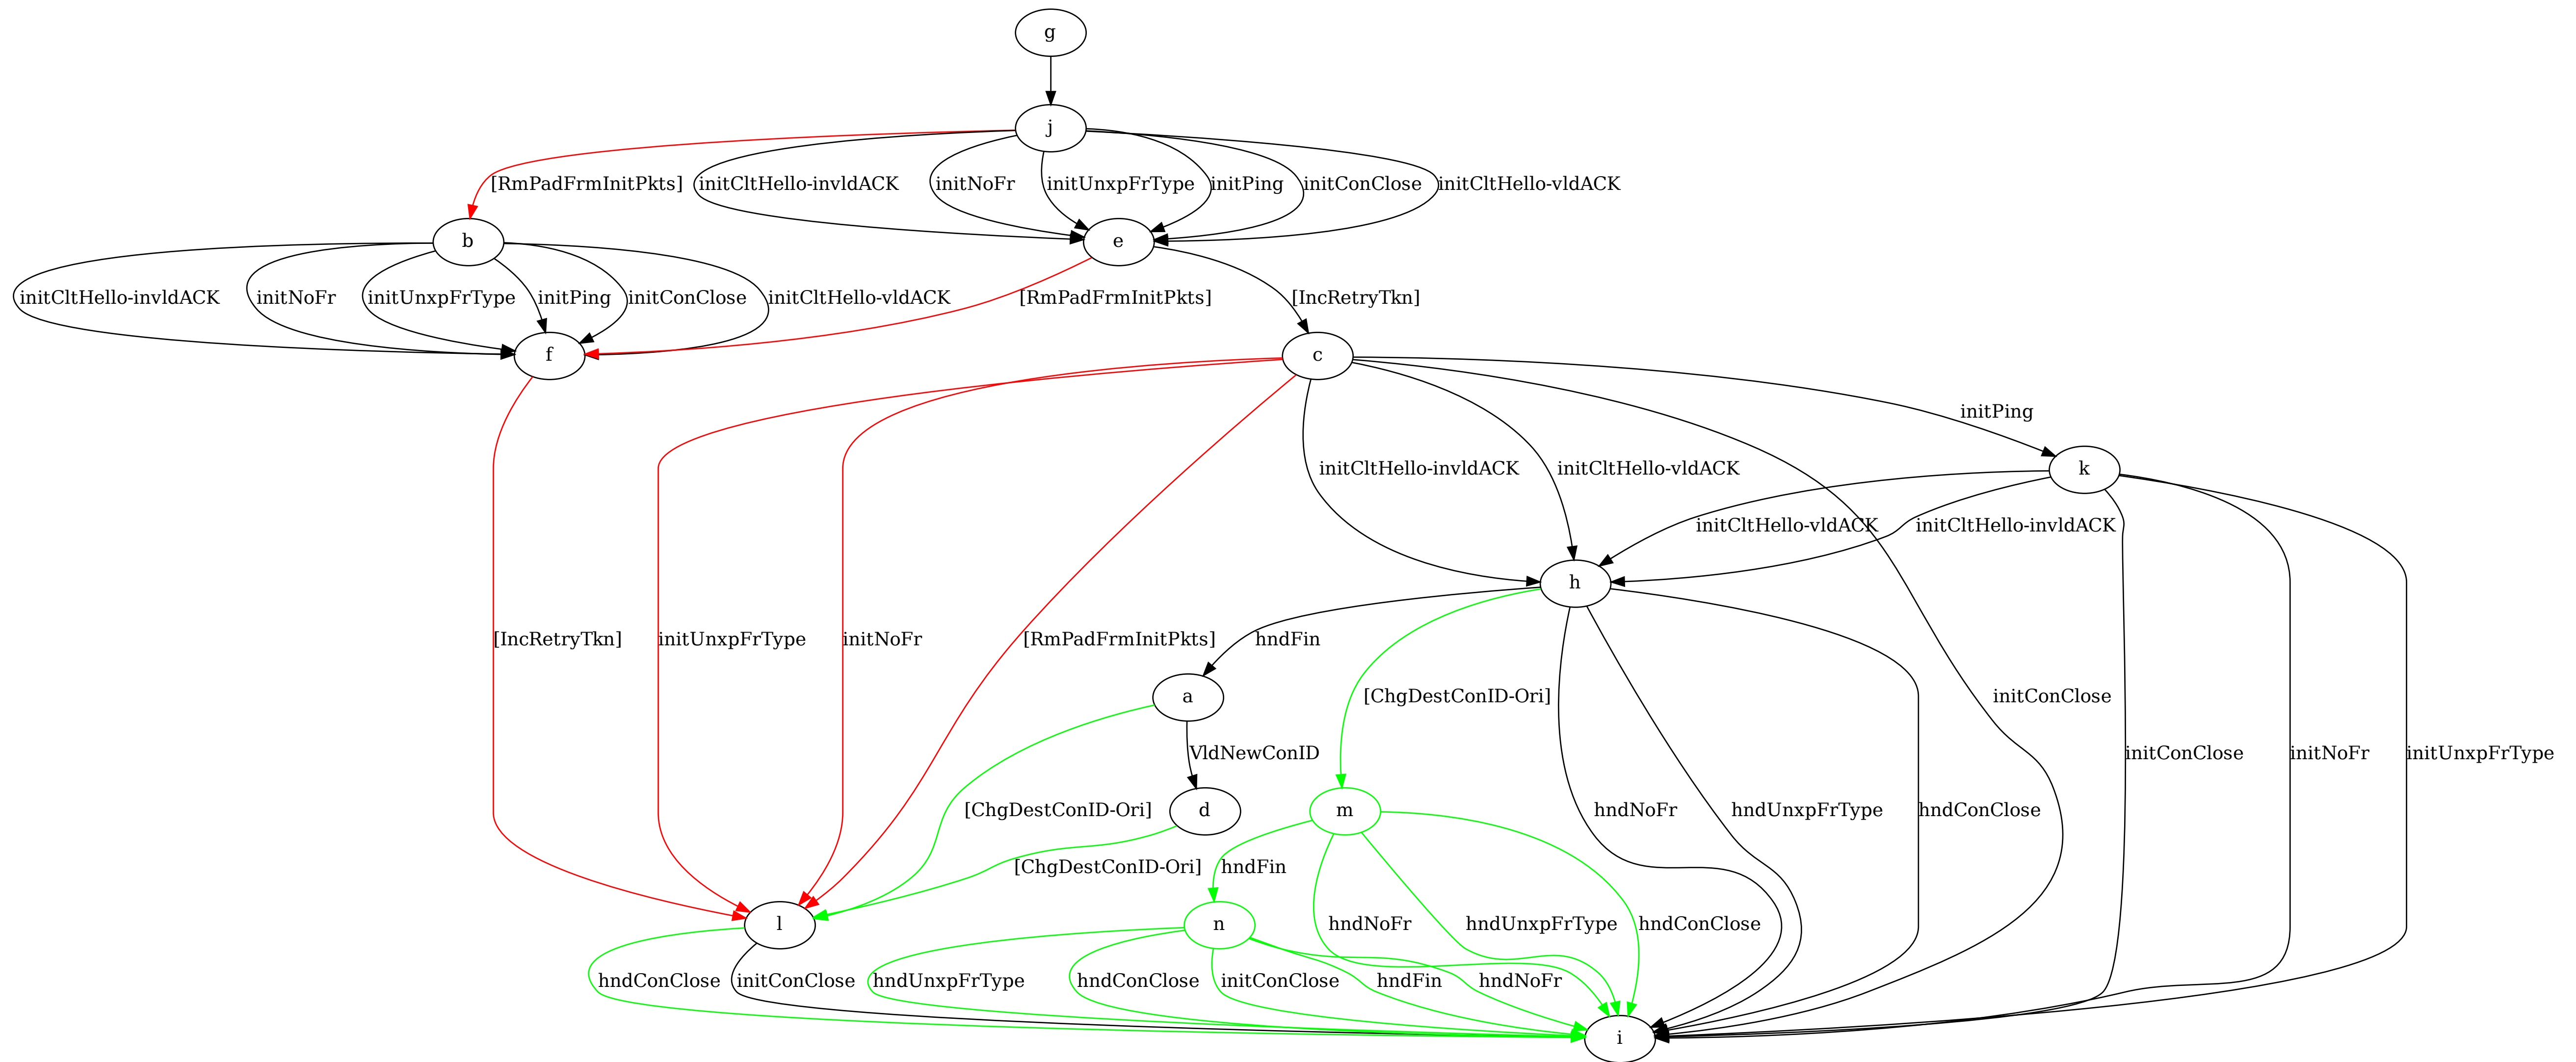 g
j
[RmPadFrmInitPkts]
initCltHello-invldACK
initNoFr
initUnxpFrType
initPing
initConClose
initCltHello-vldACK
b
e
initCltHello-invldACK
initNoFr
initUnxpFrType
initPing
initConClose
initCltHello-vldACK
[RmPadFrmInitPkts]
[IncRetryTkn]
f
c
initPing
initCltHello-invldACK
initCltHello-vldACK
k
initCltHello-vldACK
initCltHello-invldACK
h
[IncRetryTkn]
initUnxpFrType
initNoFr
[RmPadFrmInitPkts]
hndFin
a
[ChgDestConID-Ori]
initConClose
VldNewConID
initConClose
initNoFr
initUnxpFrType
[ChgDestConID-Ori]
d
m
hndNoFr
hndUnxpFrType
hndConClose
[ChgDestConID-Ori]
hndFin
l
n
hndNoFr
hndUnxpFrType
hndConClose
hndConClose
initConClose
hndUnxpFrType
hndConClose
initConClose
hndFin
hndNoFr
i